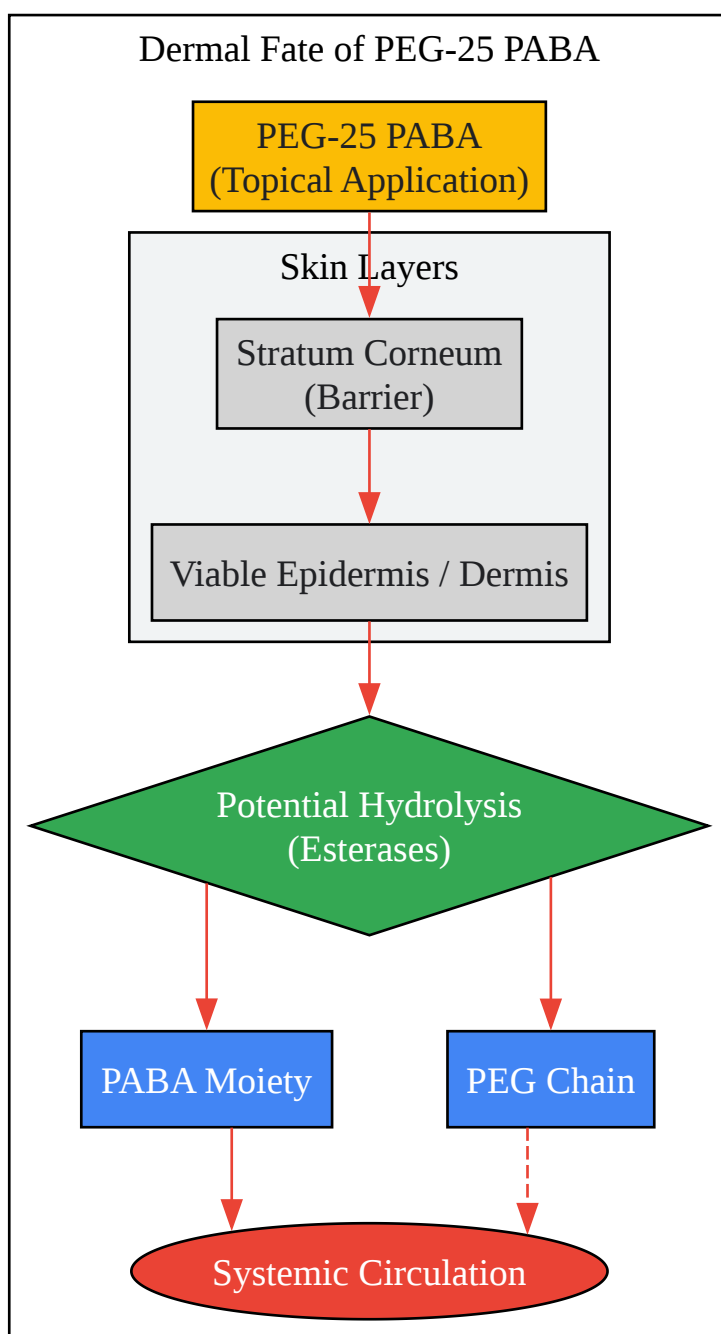 Dermal Fate of PEG-25 PABA
PEG-25 PABA
(Topical Application)
Skin Layers
Stratum Corneum
(Barrier)
Viable Epidermis / Dermis
Potential Hydrolysis
(Esterases)
PABA Moiety
PEG Chain
Systemic Circulation